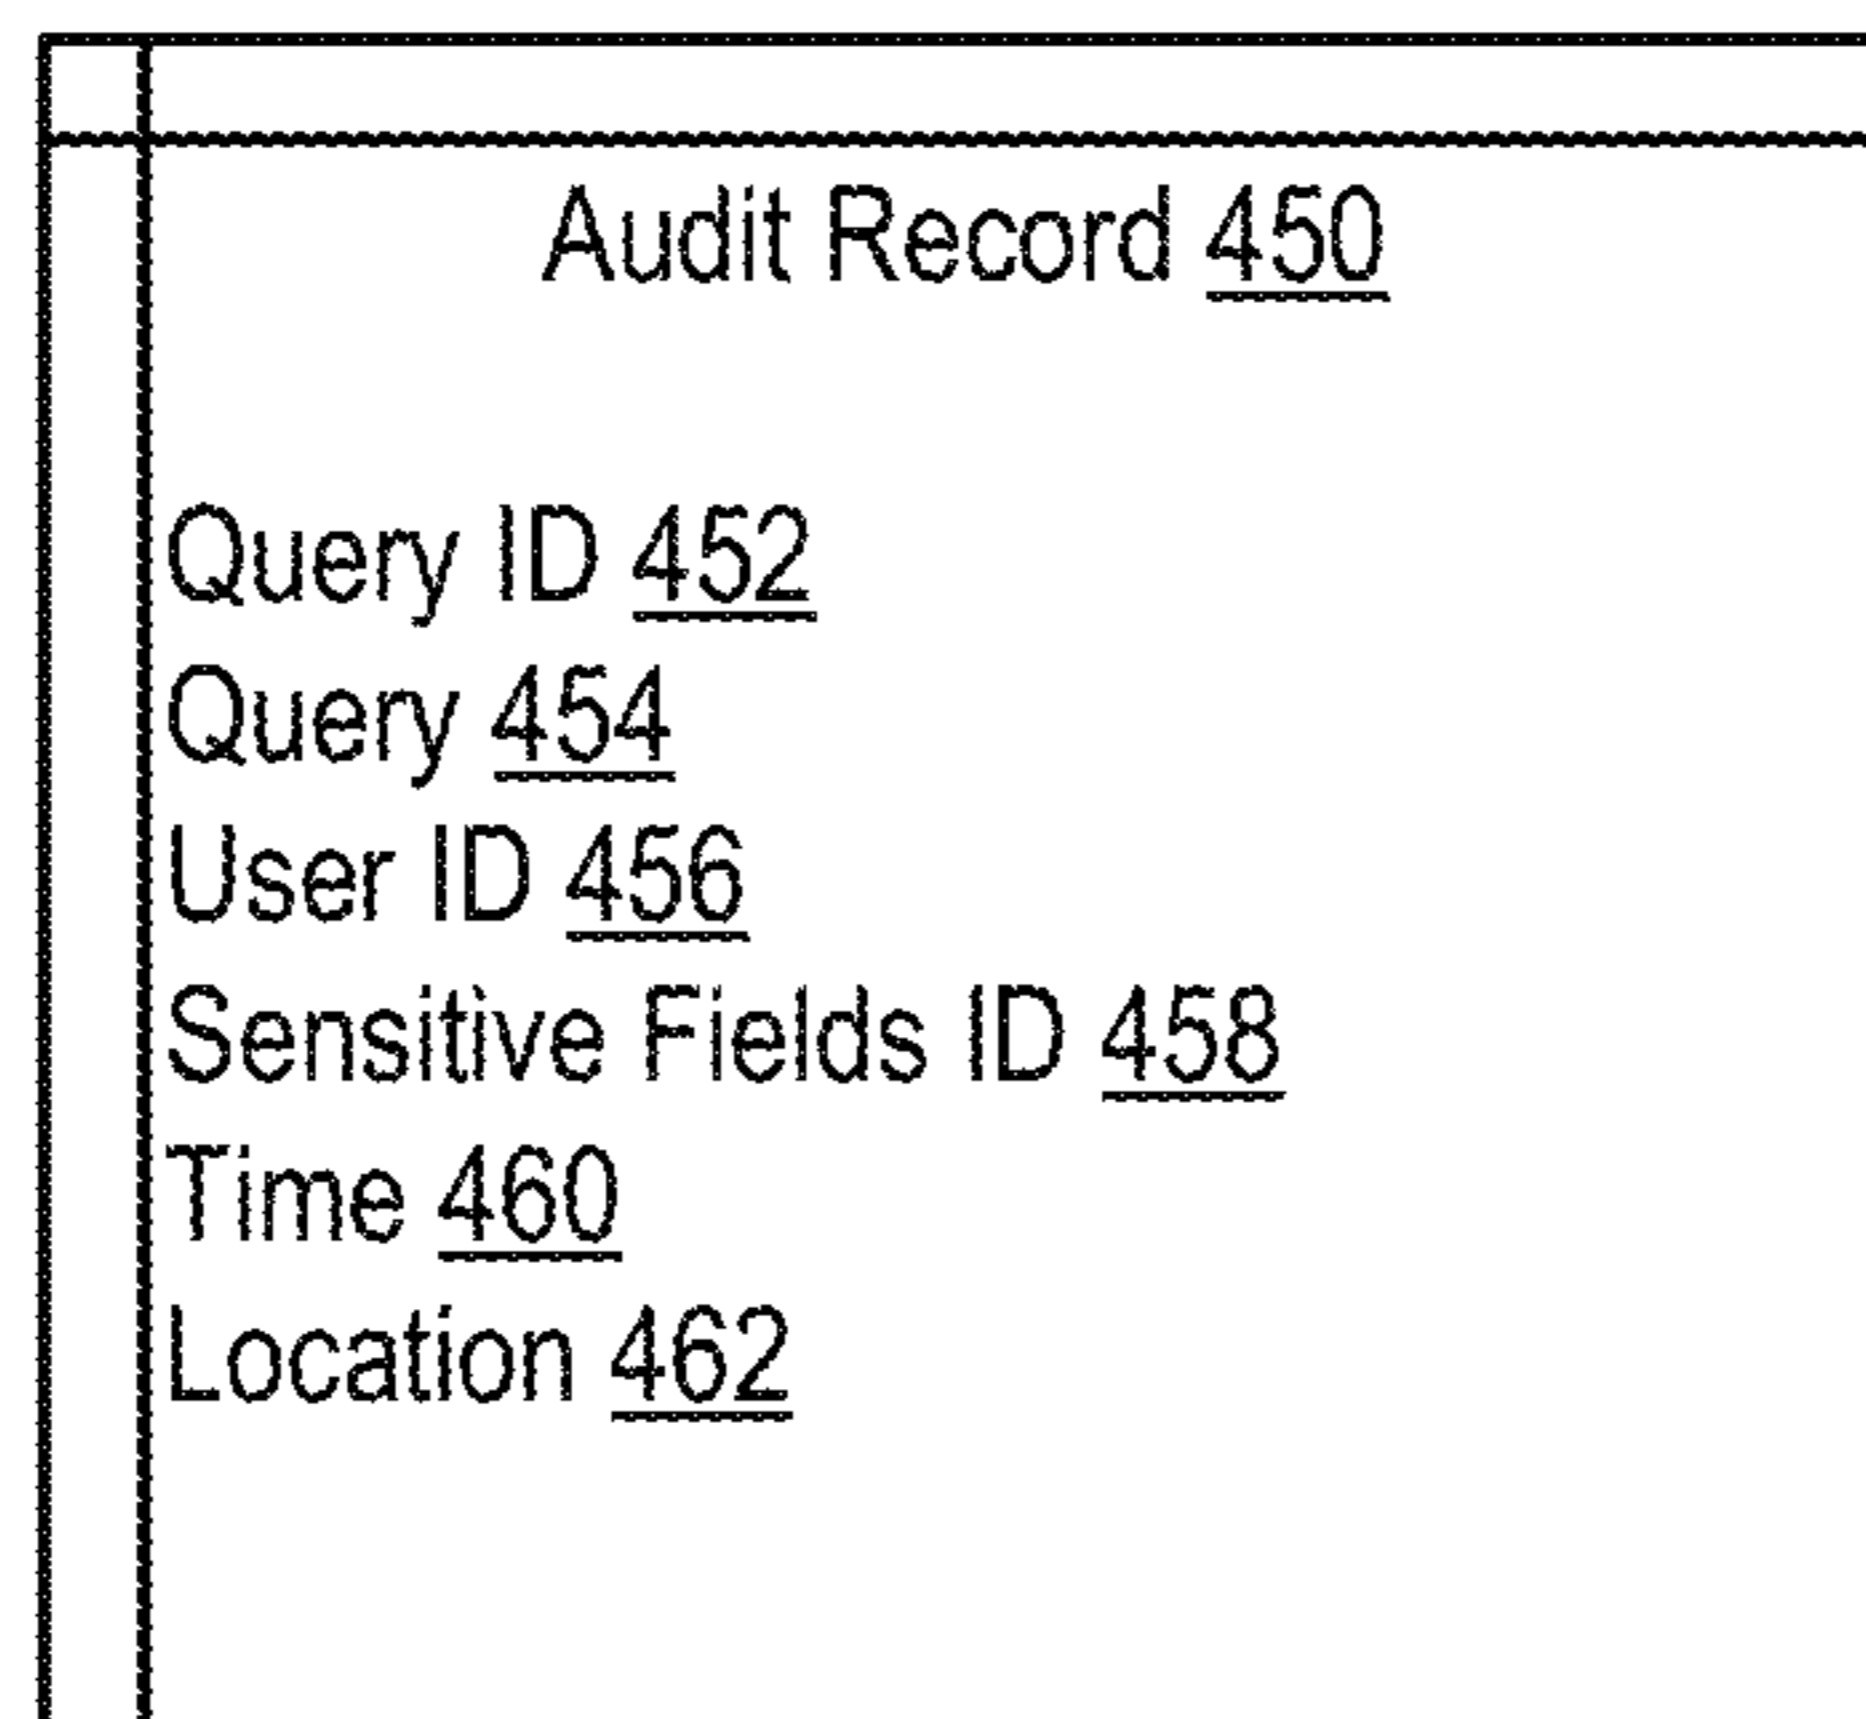 Audit Record 450
Query ID 452
Query 454
User ID 456
Sensitive Fields ID 458
Time 460
Location 462